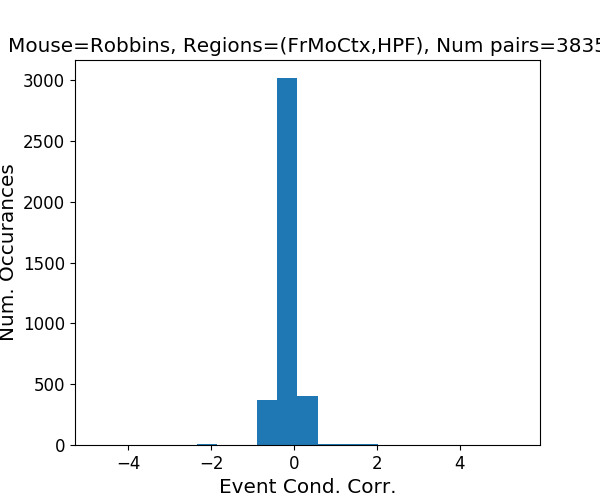 Mouse=Robbins, Regions=(FrMoCtx,HPF), Num pairs=3835
3000
2500
2000
1500
1000
500
0
Num. Occurances
−4 −2 0 2 4
Event Cond. Corr.